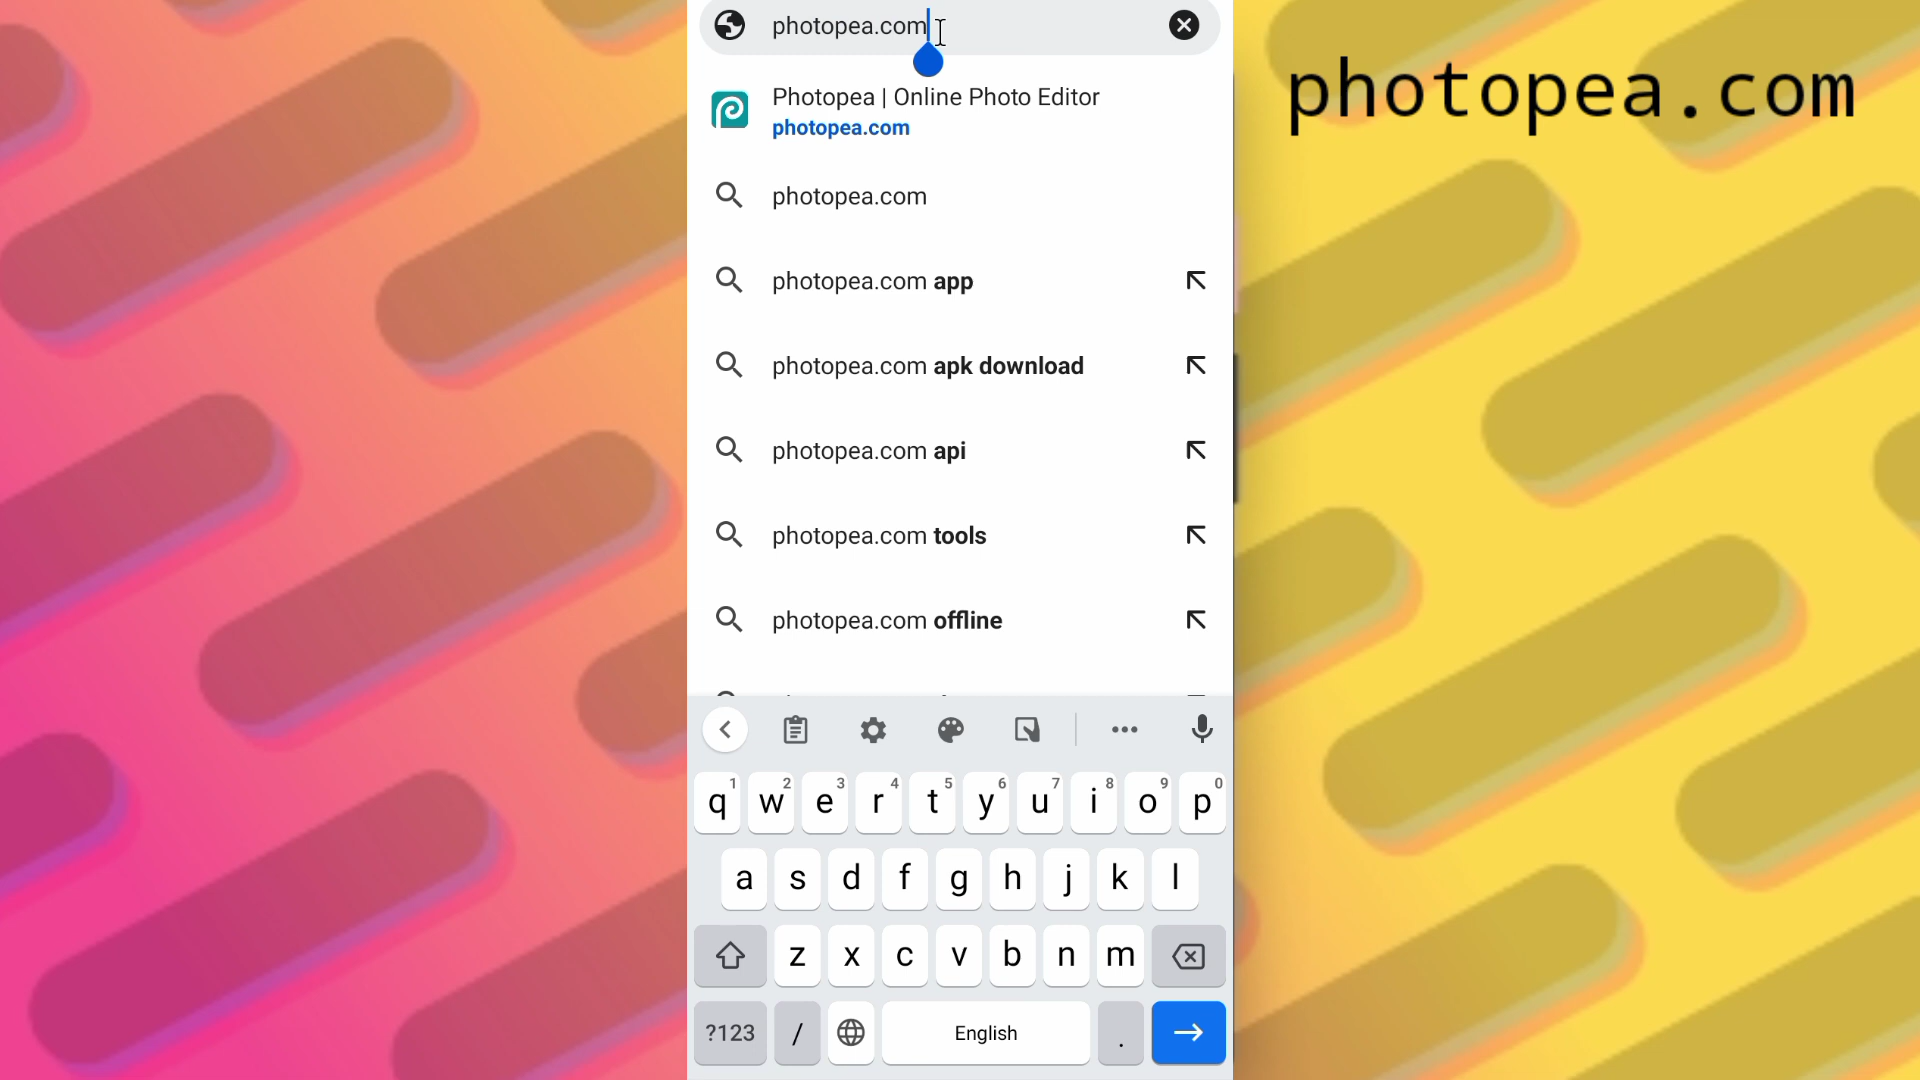 photopea.com
photopea.com
Photopea | Online Photo Editor
photopea.com
photopea.com
photopea.com app
photopea.com apk download
photopea.com api
photopea.com tools
photopea.com offline
1 2 3 4 5 6 7 8 9 0
q w e r t y u i o p
a s d f g h j k l
z x c v b n m
?123 / English .